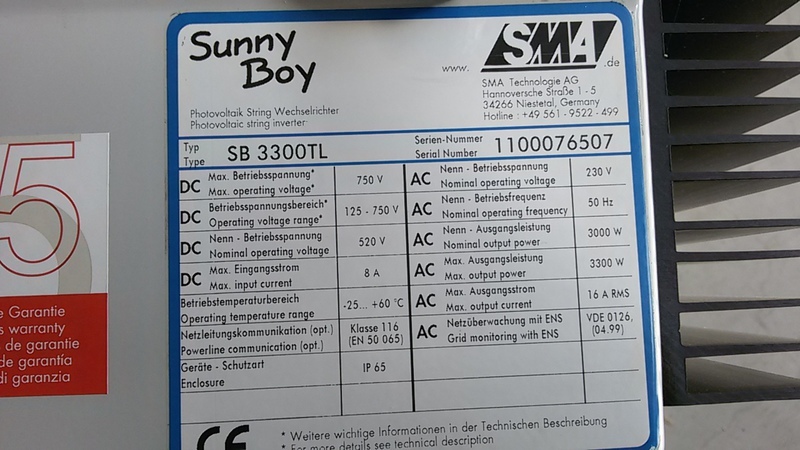 Sunny
Boy
www. SMA .de
SMA Technologie AG
Hannoversche Straße 1 - 5
34266 Niestetal, Germany
Hotline : +49 561 - 9522 - 499
Photovoltaik String Wechselrichter
Photovoltaic string inverter
Typ
Type
SB 3300TL
Serien-Nummer
Serial Number
1100076507
DC Max. Betriebsspannung*
Max. operating voltage*
750 V
DC Betriebsspannungsbereich*
Operating voltage range*
125 - 750 V
DC Nenn - Betriebsspannung
Nominal operating voltage
520 V
DC Max. Eingangsstrom
Max. input current
8 A
Betriebstemperaturbereich
Operating temperature range
-25... +60 °C
Netzleitungskommunikation (opt.)
Powerline communication (opt.)
Klasse 116
(EN 50 065)
Geräte - Schutzart
Enclosure
IP 65
AC Nenn - Betriebsspannung
Nominal operating voltage
230 V
AC Nenn - Betriebsfrequenz
Nominal operating frequency
50 Hz
AC Nenn - Ausgangsleistung
Nominal output power
3000 W
AC Max. Ausgangsleistung
Max. output power
3300 W
AC Max. Ausgangsstrom
Max. output current
16 A RMS
AC Netzüberwachung mit ENS
Grid monitoring with ENS
VDE 0126,
(04.99)
CE
* Weitere wichtige Informationen in der Technischen Beschreibung
* For more details see technical description
5
Garantie
warranty
de garantie
de garantía
di garanzia